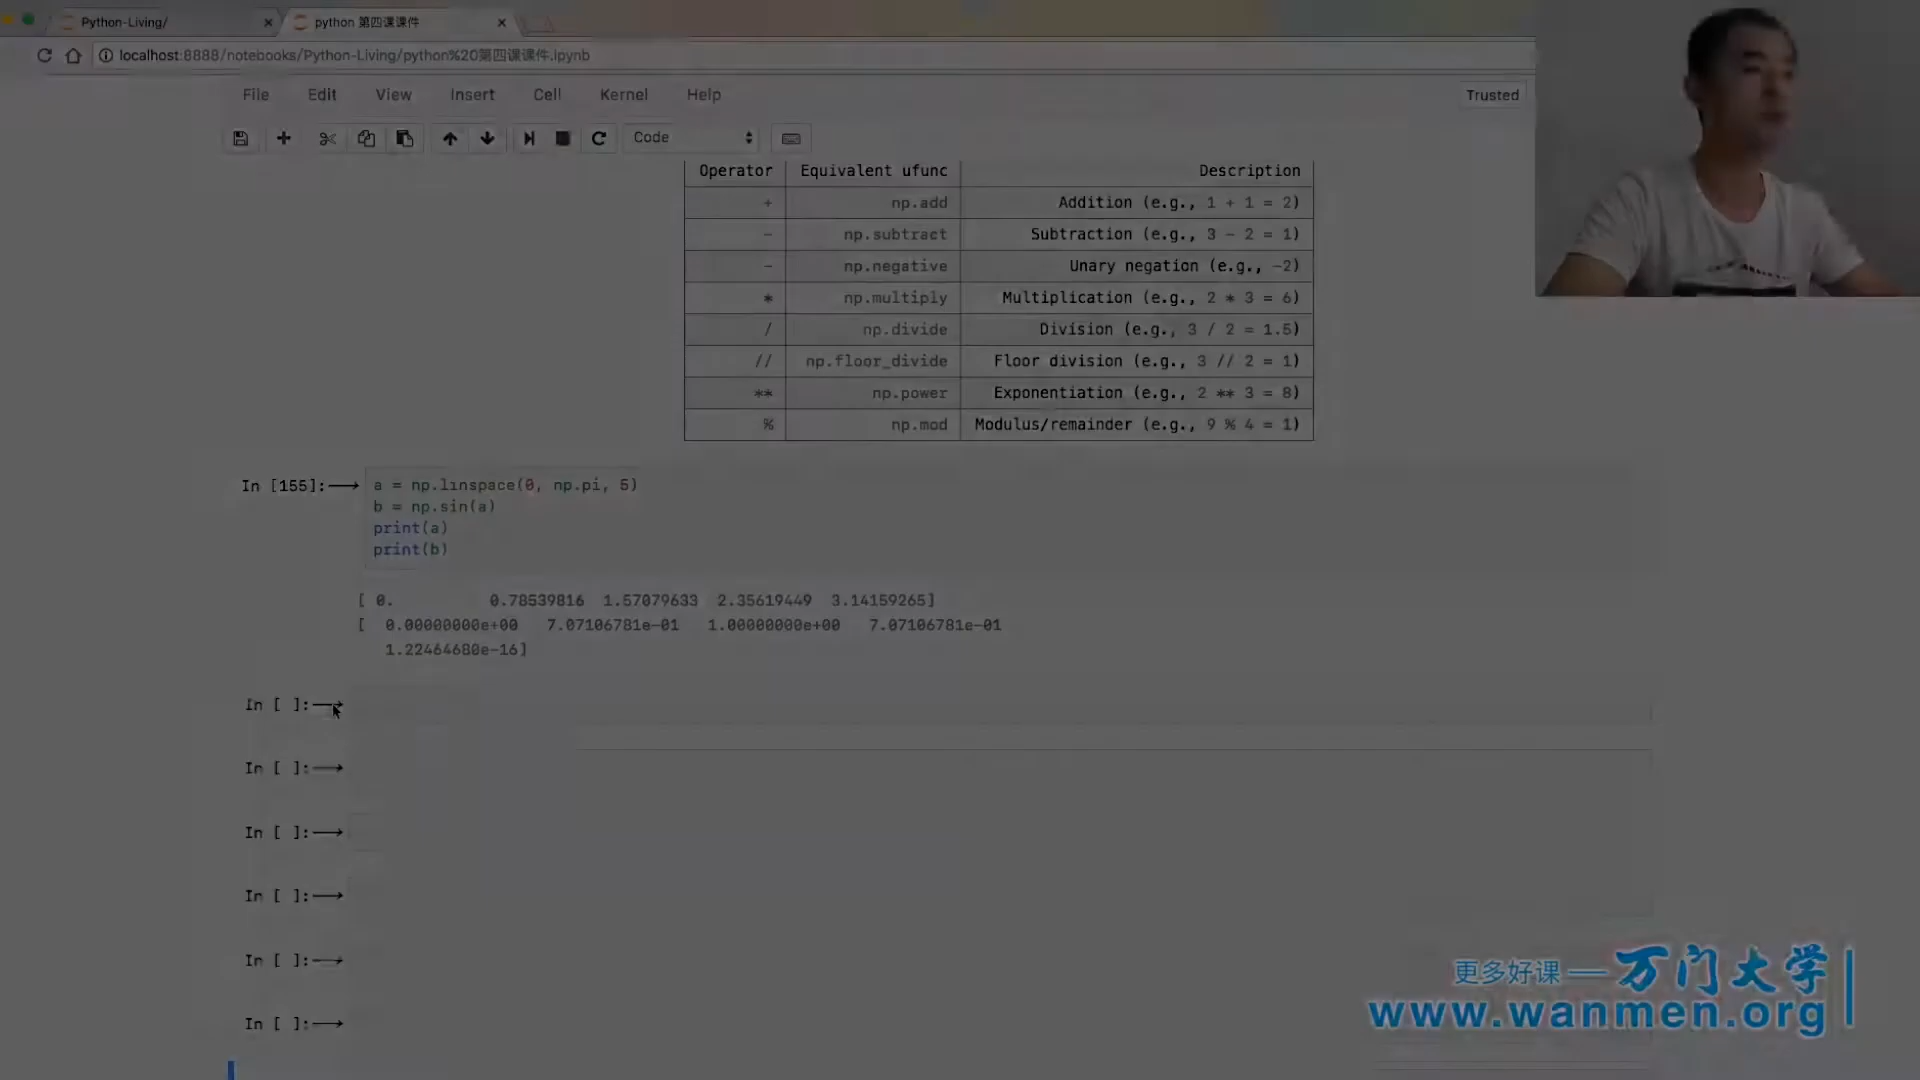 Python-Living/
python 第四课课件
localhost:8888/notebooks/Python-Living/python%20第四课课件.ipynb
File Edit View Insert Cell Kernel Help
Trusted
Code
Operator Equivalent ufunc Description
+ np.add Addition (e.g., 1 + 1 = 2)
- np.subtract Subtraction (e.g., 3 - 2 = 1)
- np.negative Unary negation (e.g., -2)
* np.multiply Multiplication (e.g., 2 * 3 = 6)
/ np.divide Division (e.g., 3 / 2 = 1.5)
// np.floor_divide Floor division (e.g., 3 // 2 = 1)
** np.power Exponentiation (e.g., 2 ** 3 = 8)
% np.mod Modulus/remainder (e.g., 9 % 4 = 1)
In [155]: a = np.linspace(0, np.pi, 5)
b = np.sin(a)
print(a)
print(b)
[ 0. 0.78539816 1.57079633 2.35619449 3.14159265]
[ 0.00000000e+00 7.07106781e-01 1.00000000e+00 7.07106781e-01
1.22464680e-16]
In [ ]:
In [ ]:
In [ ]:
In [ ]:
In [ ]:
In [ ]:
更多好课 — 万门大学
www.wanmen.org